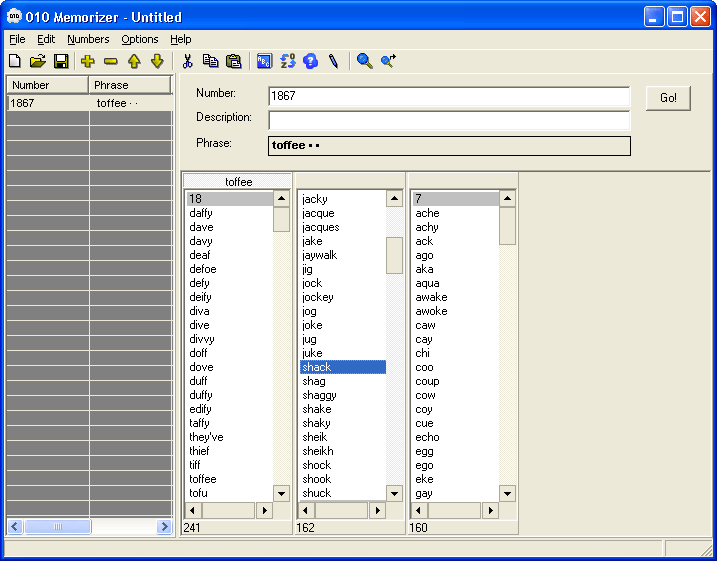 010 Memorizer - Untitled
File Edit Numbers Options Help
Number Phrase
1867 toffee · ·
Number: 1867 Go!
Description:
Phrase: toffee • •
toffee
18 jacky 7
daffy jacque ache
dave jacques achy
davy jake ack
deaf jaywalk ago
defoe jig aka
defy jock aqua
deify jockey awake
diva jog awoke
dive joke caw
divvy jug cay
doff juke chi
dove shack coo
duff shag coup
duffy shaggy cow
edify shake coy
taffy shaky cue
they've sheik echo
thief sheikh egg
tiff shock ego
toffee shook eke
tofu shuck gay
241 162 160